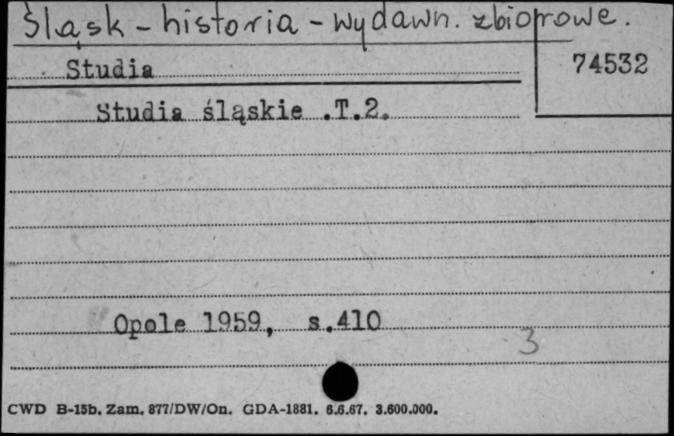 Śląsk - historia - wydawn. zbiorowe.
Studia
74532
Studia śląskie .T.2.
Opole 1959, s.410
3
CWD B-15b. Zam. 877/DW/On. GDA-1881. 6.6.67. 3.600.000.